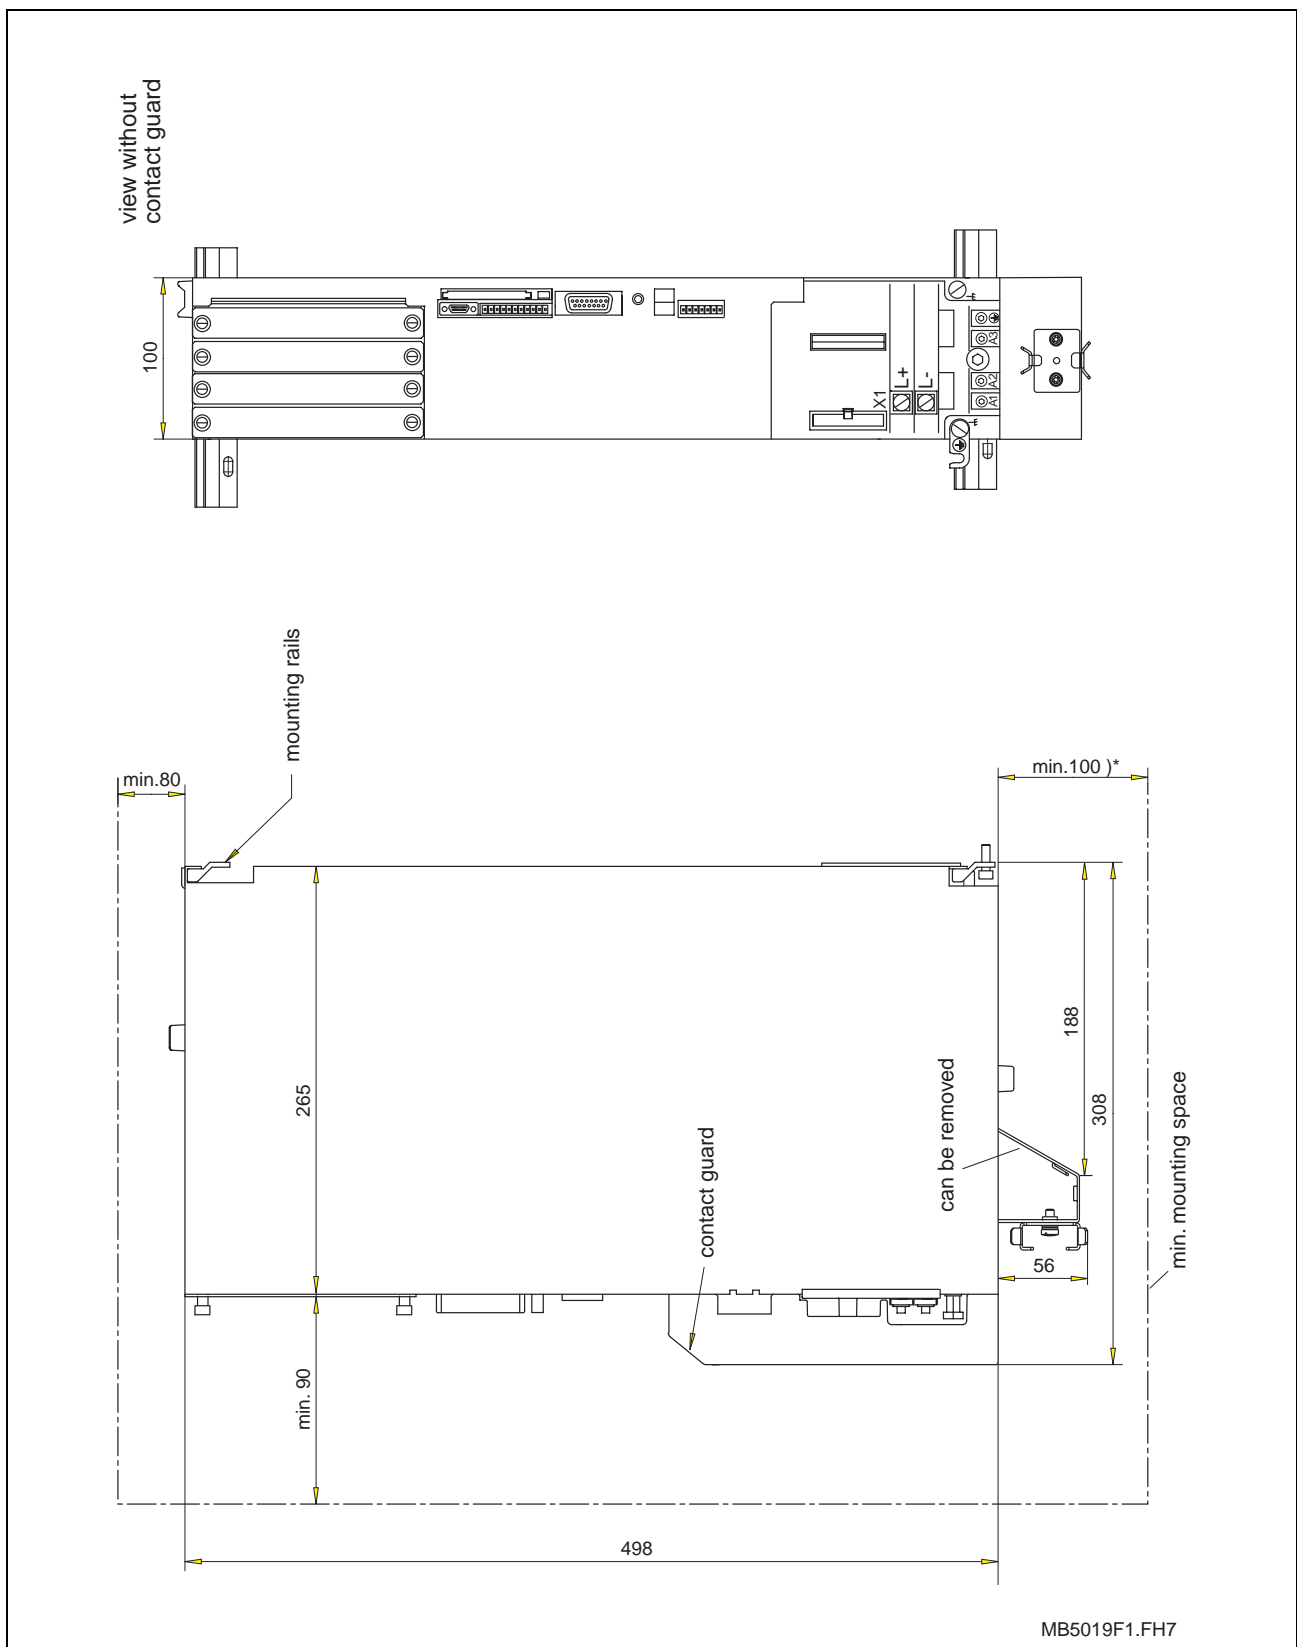 view without
contact guard
100
X1
L+
L-
A1
A2
A3
mounting rails
min.80
min.100 )*
265
188
308
can be removed
contact guard
min. mounting space
56
min. 90
498
MB5019F1.FH7